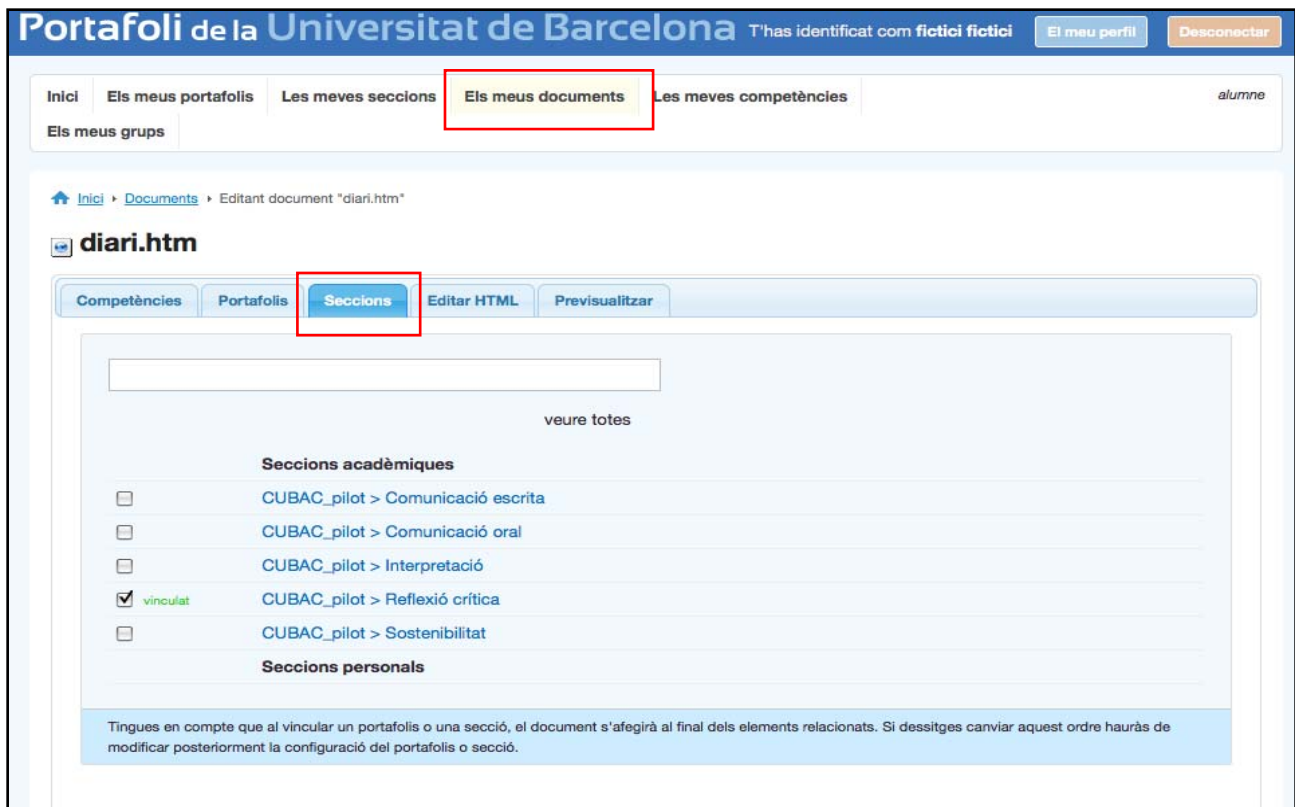 Portafoli de la Universitat de Barcelona T'has identificat com fictici fictici El meu perfil Desconectar
Inici Els meus portafolis Les meves seccions Els meus documents Les meves competències alumne
Els meus grups
Inici Documents Editant document "diari.htm"
diari.htm
Competències Portafolis Seccions Editar HTML Previsualitzar
veure totes
Seccions acadèmiques
CUBAC_pilot > Comunicació escrita
CUBAC_pilot > Comunicació oral
CUBAC_pilot > Interpretació
vinculat CUBAC_pilot > Reflexió crítica
CUBAC_pilot > Sostenibilitat
Seccions personals
Tingues en compte que al vincular un portafolis o una secció, el document s'afegirà al final dels elements relacionats. Si dessitges canviar aquest ordre hauràs de
modificar posteriorment la configuració del portafolis o secció.